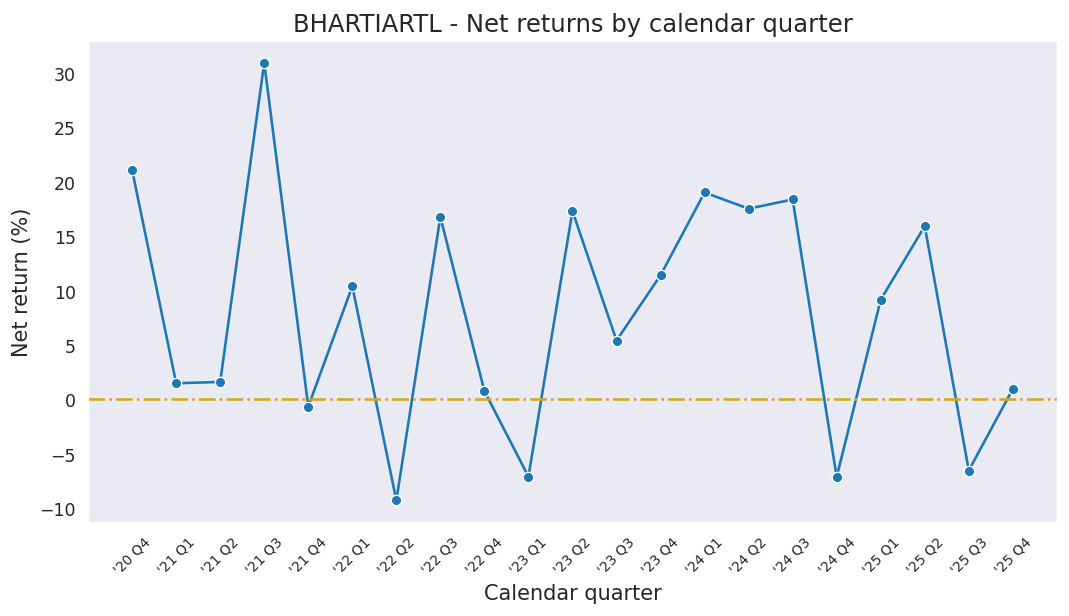 BHARTIARTL - Net returns by calendar quarter
Net return (%)
30
25
20
15
10
5
0
−5
−10
'20 Q4
'21 Q1
'21 Q2
'21 Q3
'21 Q4
'22 Q1
'22 Q2
'22 Q3
'22 Q4
'23 Q1
'23 Q2
'23 Q3
'23 Q4
'24 Q1
'24 Q2
'24 Q3
'24 Q4
'25 Q1
'25 Q2
'25 Q3
'25 Q4
Calendar quarter